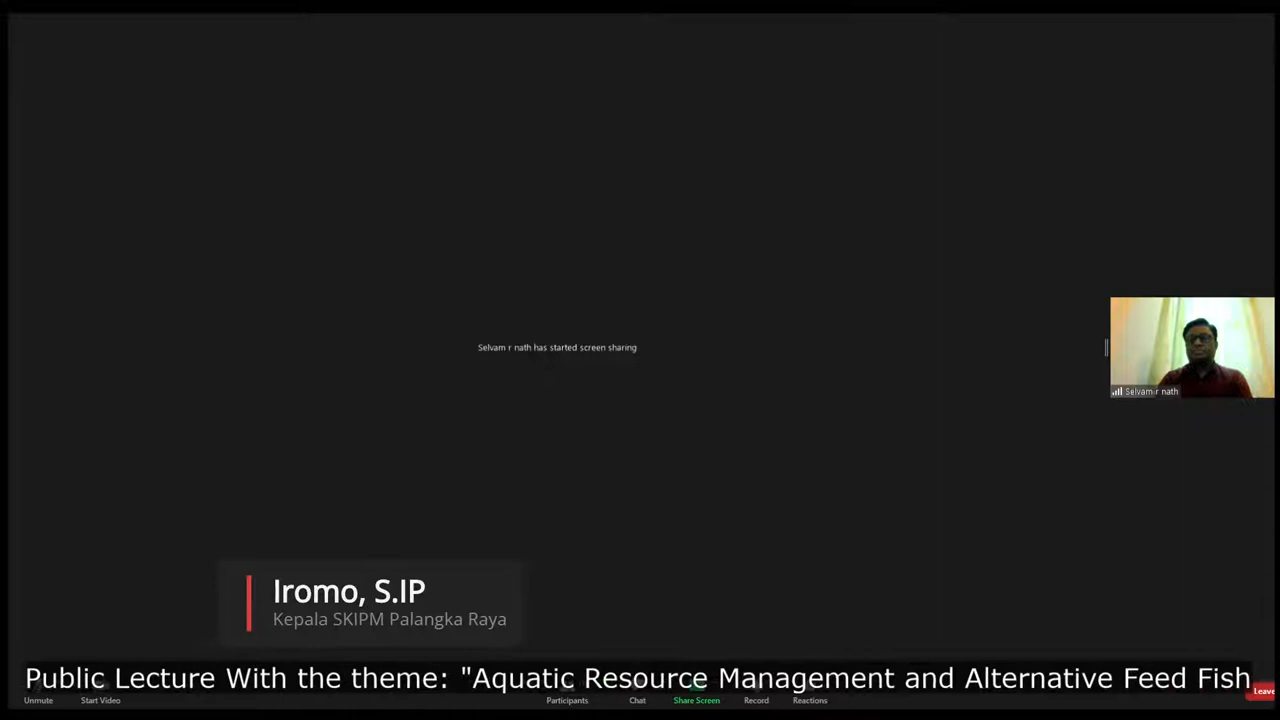 Selvam r nath has started screen sharing
Selvam r nath
Iromo, S.IP
Kepala SKIPM Palangka Raya
Public Lecture With the theme: "Aquatic Resource Management and Alternative Feed Fish
Unmute
Start Video
Participants
Chat
Share Screen
Record
Reactions
Leave